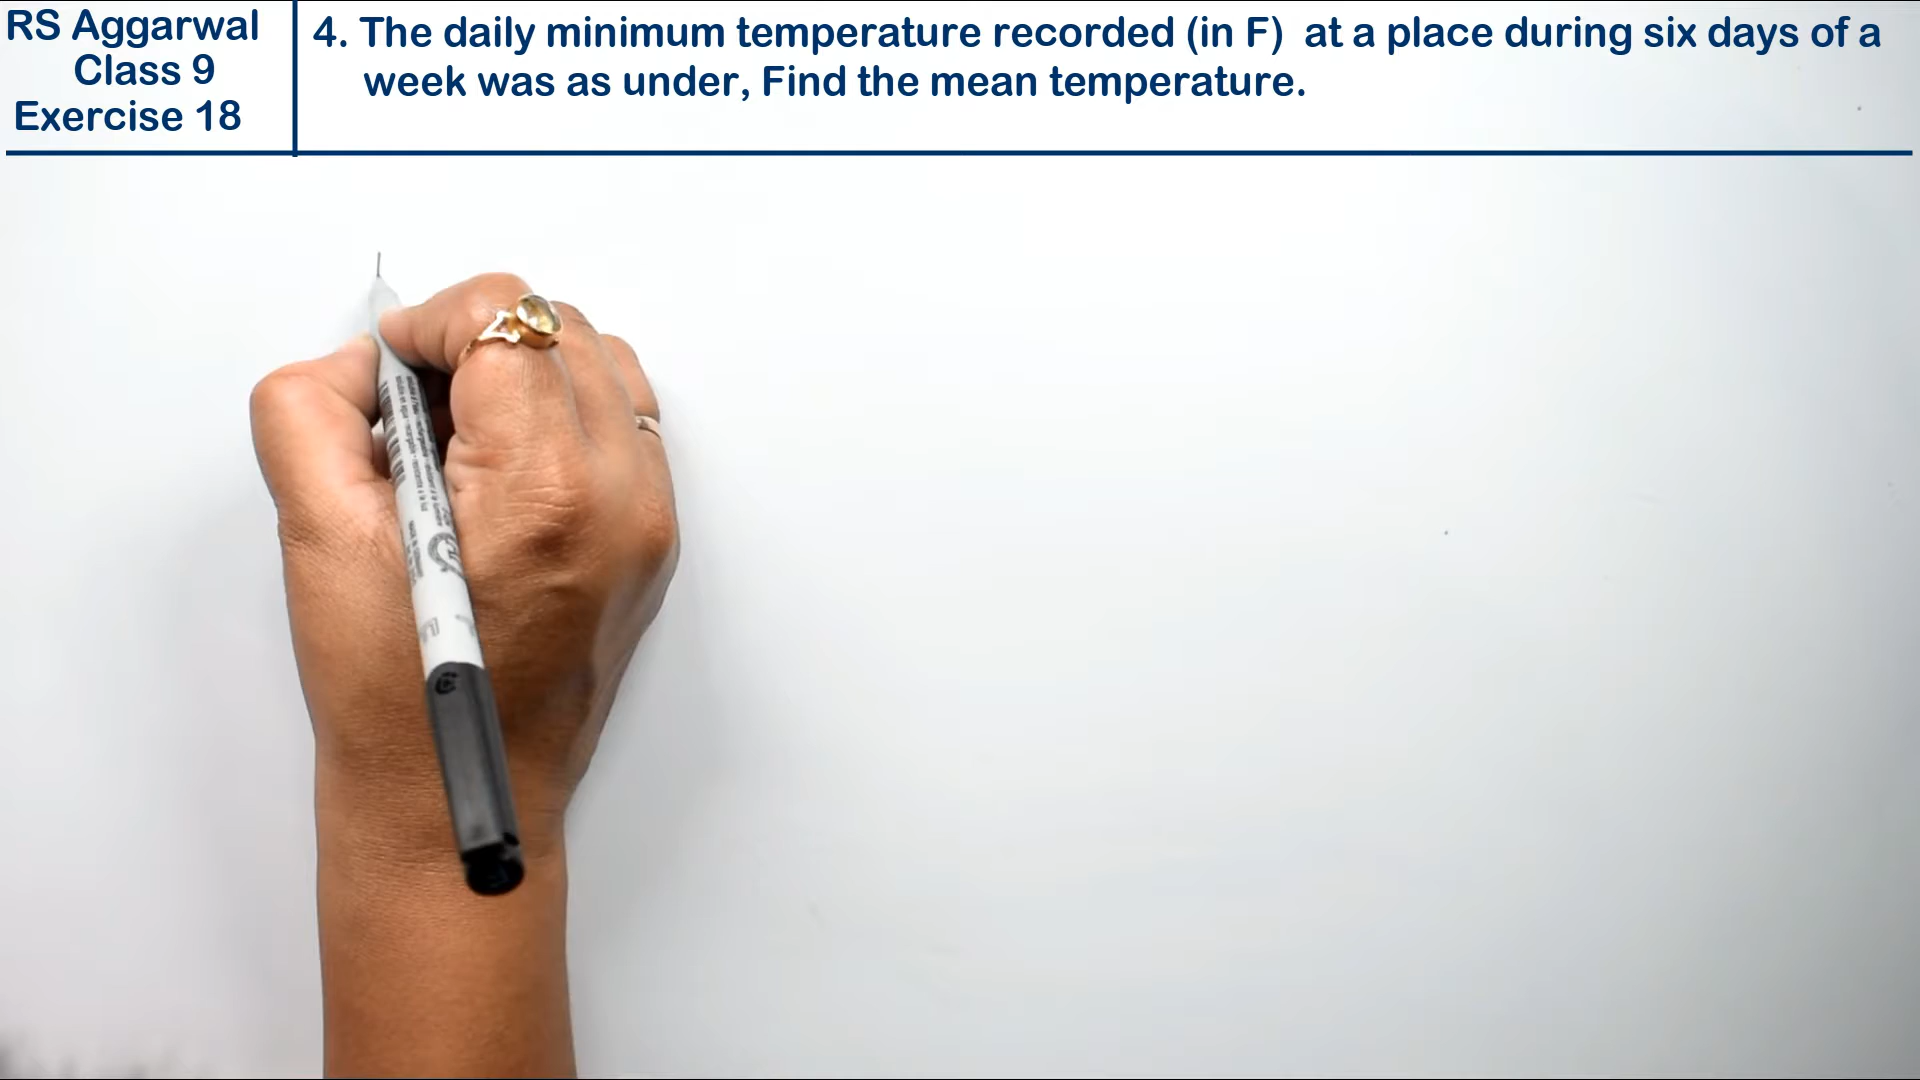 RS Aggarwal
Class 9
Exercise 18
4. The daily minimum temperature recorded (in F) at a place during six days of a
week was as under, Find the mean temperature.